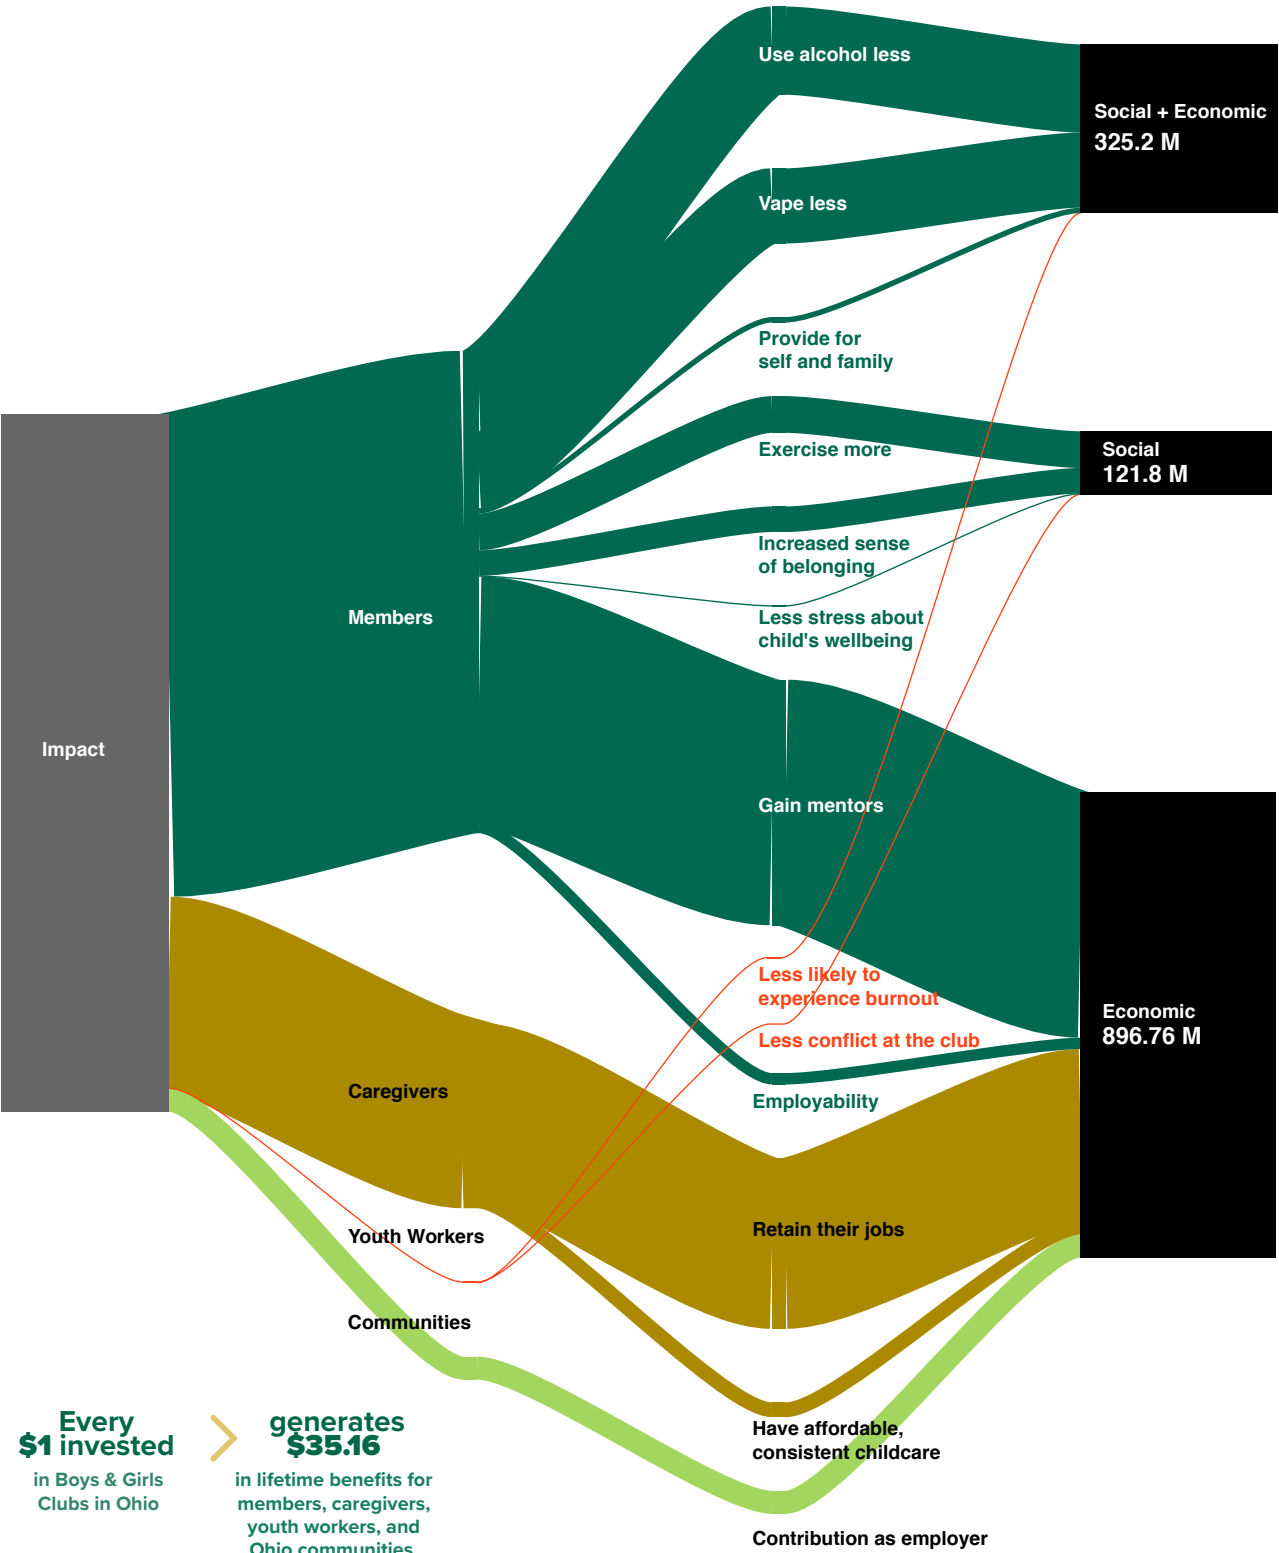 Use alcohol less
Social + Economic
325.2 M
Vape less
Provide for
self and family
Exercise more
Social
121.8 M
Increased sense
of belonging
Less stress about
child's wellbeing
Members
Impact
Gain mentors
Less likely to
experience burnout
Economic
896.76 M
Less conflict at the club
Employability
Caregivers
Retain their jobs
Youth Workers
Communities
Have affordable,
consistent childcare
Contribution as employer
Every
$1 invested
in Boys & Girls
Clubs in Ohio
generates
$35.16
in lifetime benefits for
members, caregivers,
youth workers, and
Ohio communities